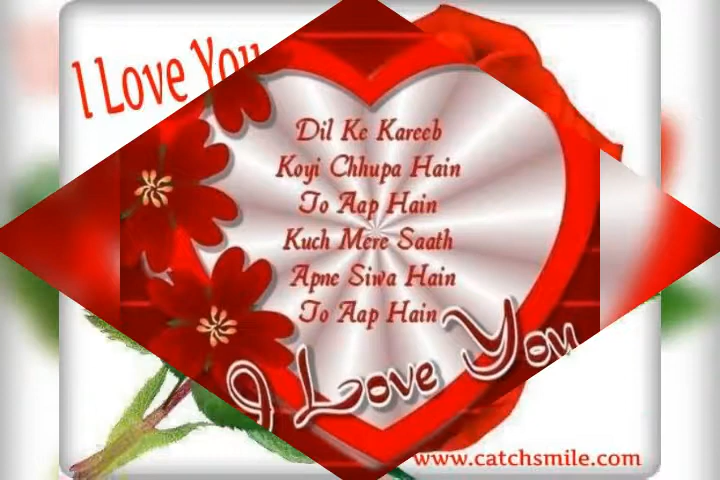 I Love You
Dil Ke Kareeb
Koyi Chhupa Hain
To Aap Hain
Kuch Mere Saath
Apne Siwa Hain
To Aap Hain
I Love You
www.catchsmile.com